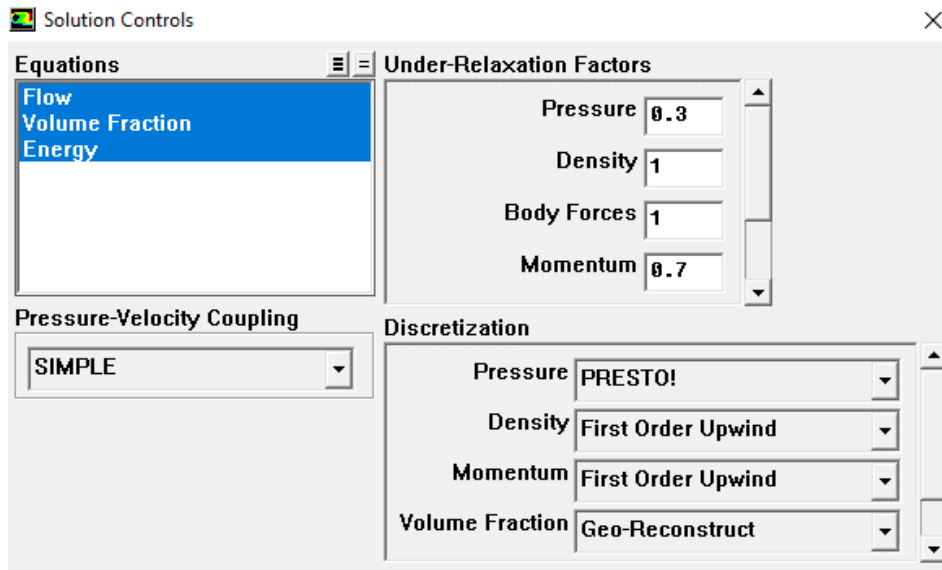 Solution Controls
Equations
Flow
Volume Fraction
Energy
Pressure-Velocity Coupling
SIMPLE
Under-Relaxation Factors
Pressure 0.3
Density 1
Body Forces 1
Momentum 0.7
Discretization
Pressure PRESTO!
Density First Order Upwind
Momentum First Order Upwind
Volume Fraction Geo-Reconstruct